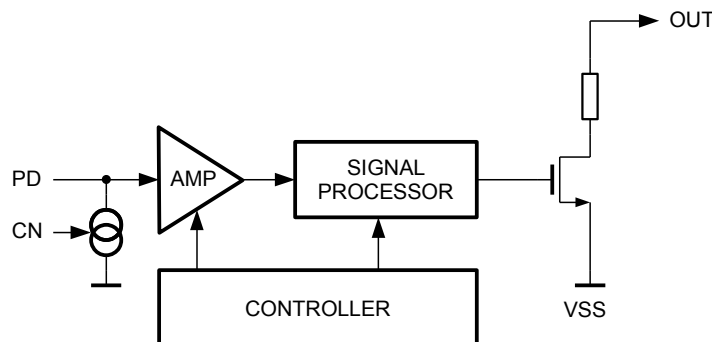 OUT
PD
AMP
SIGNAL
PROCESSOR
CN
CONTROLLER
VSS